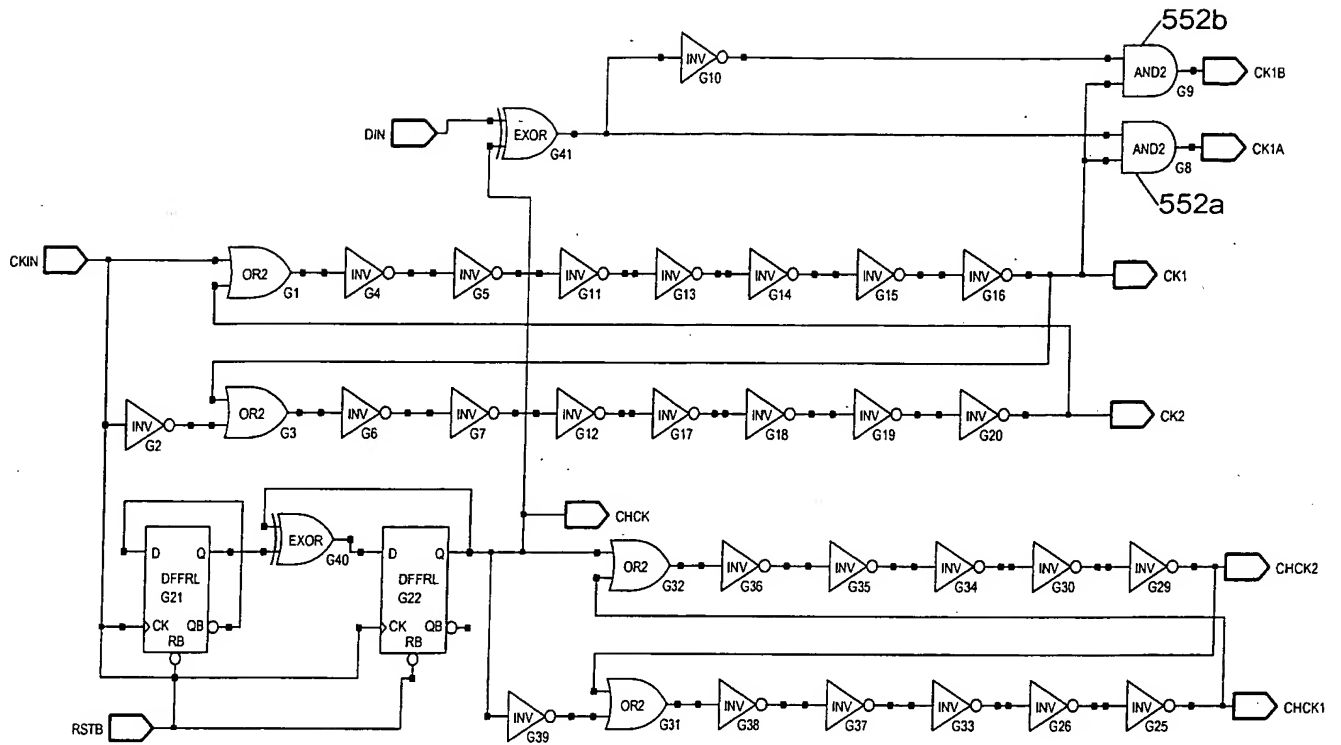 552b
INV
G10
AND2
G9
CK1B
DIN
EXOR
G41
AND2
G8
CK1A
552a
CKIN
OR2
G1
INV
G4
INV
G5
INV
G11
INV
G13
INV
G14
INV
G15
INV
G16
CK1
INV
G2
OR2
G3
INV
G6
INV
G7
INV
G12
INV
G17
INV
G18
INV
G19
INV
G20
CK2
CHCK
D
Q
DFFRL
G21
CK
QB
RB
EXOR
G40
D
Q
DFFRL
G22
CK
QB
RB
OR2
G32
INV
G36
INV
G35
INV
G34
INV
G30
INV
G29
CHCK2
RSTB
INV
G39
OR2
G31
INV
G38
INV
G37
INV
G33
INV
G26
INV
G25
CHCK1